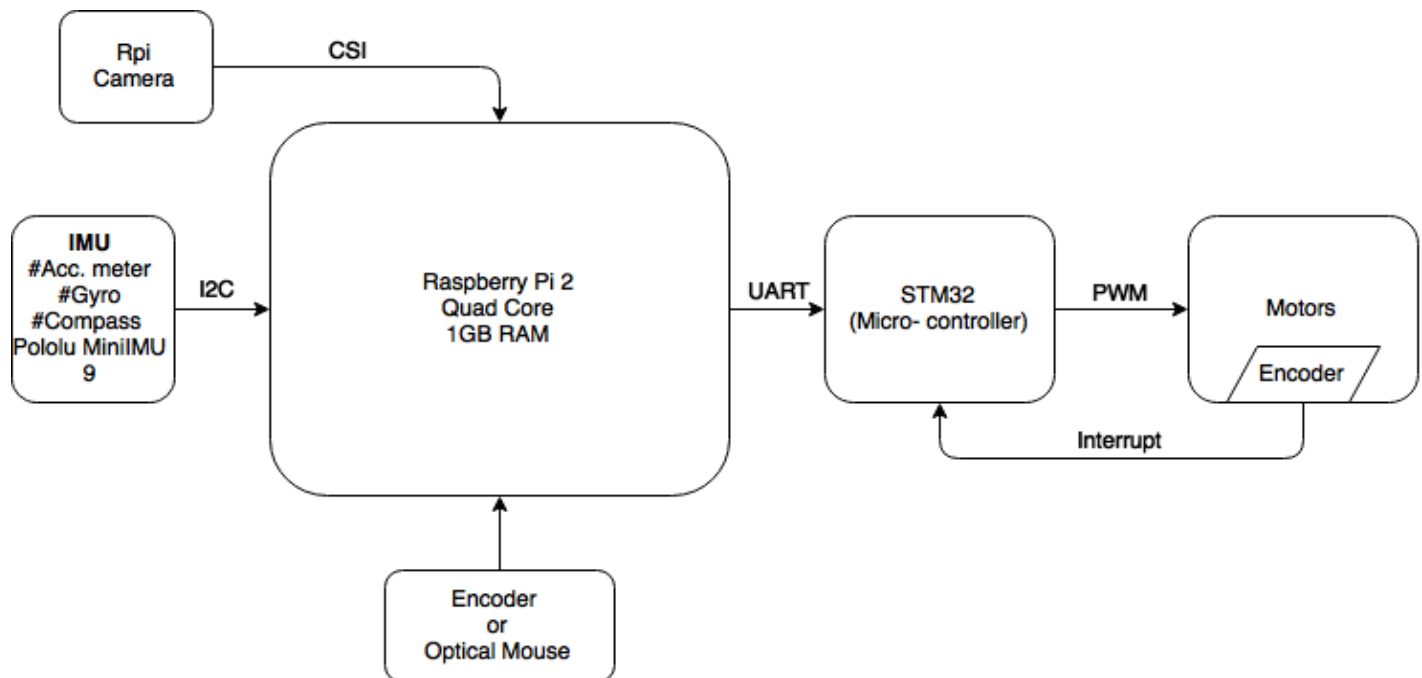 Rpi
Camera
CSI
IMU
#Acc. meter
#Gyro
#Compass
Pololu MiniIMU
9
I2C
Raspberry Pi 2
Quad Core
1GB RAM
UART
STM32
(Micro- controller)
PWM
Motors
Encoder
Interrupt
Encoder
or
Optical Mouse